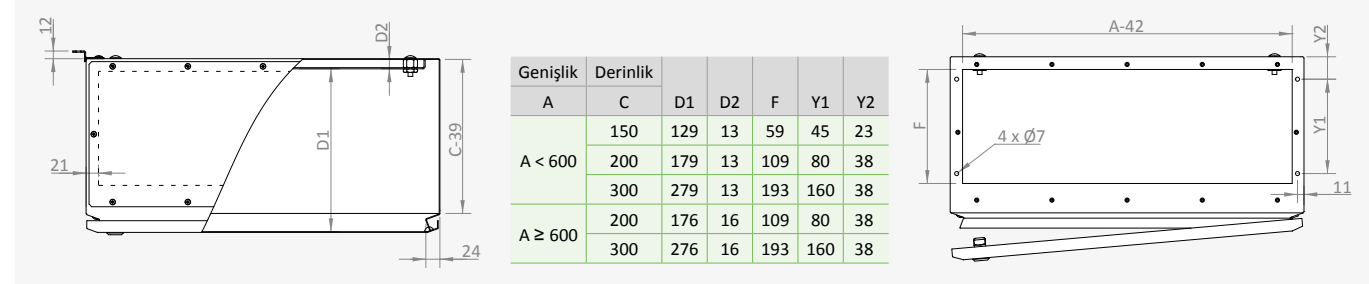 12
D2
21
D1
C-39
24
Genişlik Derinlik
A C D1 D2 F Y1 Y2
A < 600
150 129 13 59 45 23
200 179 13 109 80 38
300 279 13 193 160 38
A ≥ 600
200 176 16 109 80 38
300 276 16 193 160 38
A-42
Y2
F
4 x Ø7
Y1
11